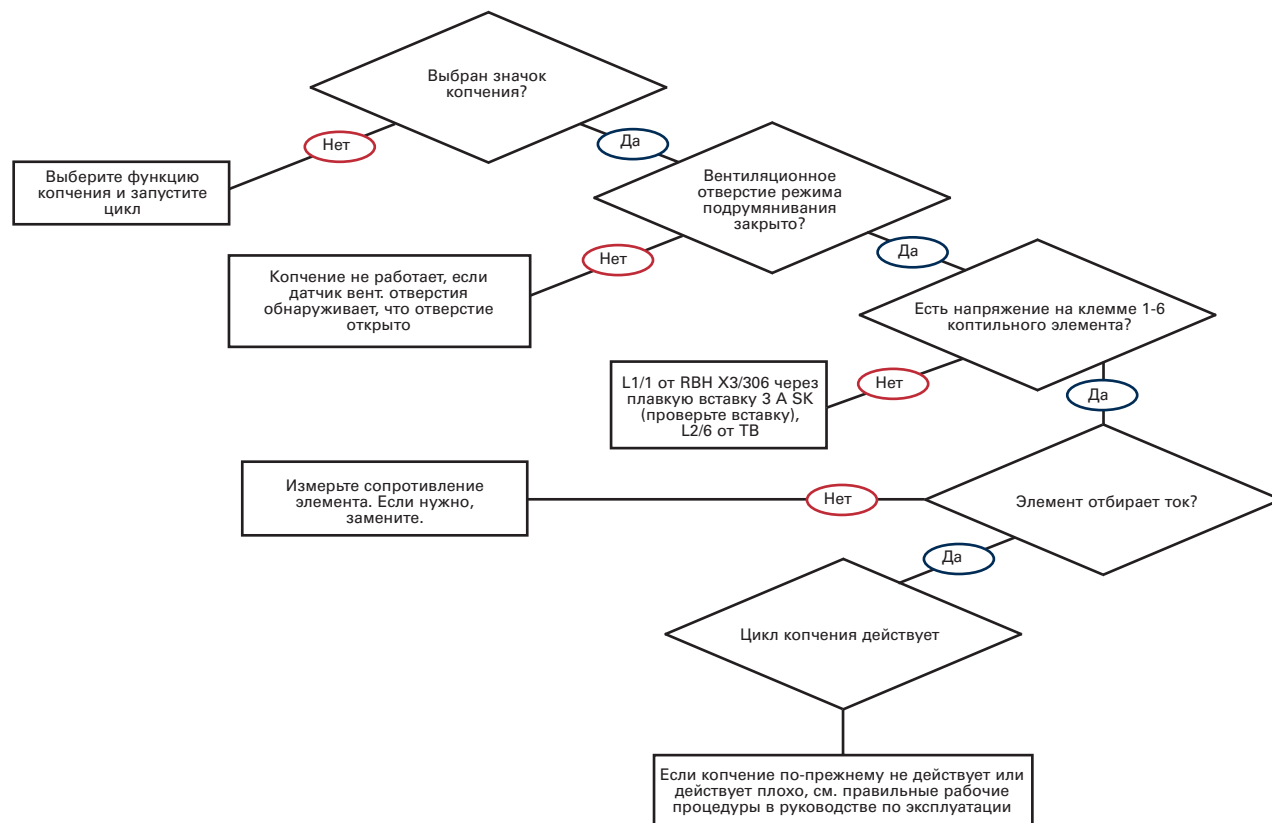 Выбран значок
копчения?
Нет
Да
Выберите функцию
копчения и запустите
цикл
Вентиляционное
отверстие режима
подрумянивания
закрыто?
Нет
Да
Копчение не работает, если
датчик вент. отверстия
обнаруживает, что отверстие
открыто
Есть напряжение на клемме 1-6
коптильного элемента?
Нет
Да
L1/1 от RBH X3/306 через
плавкую вставку 3 A SK
(проверьте вставку),
L2/6 от TB
Элемент отбирает ток?
Нет
Да
Измерьте сопротивление
элемента. Если нужно,
замените.
Цикл копчения действует
Если копчение по-прежнему не действует или
действует плохо, см. правильные рабочие
процедуры в руководстве по эксплуатации